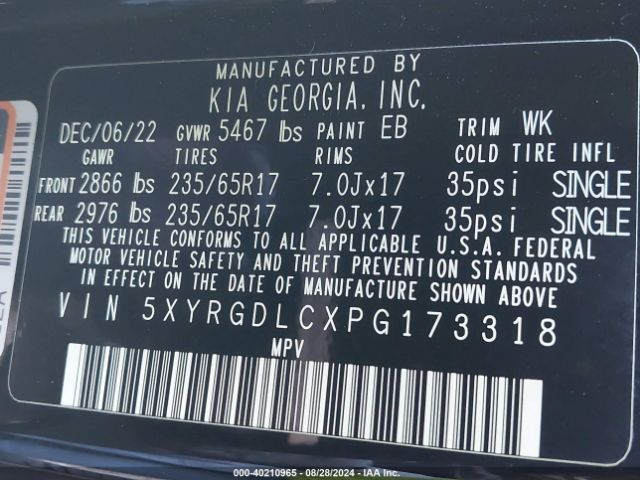 MANUFACTURED BY
KIA GEORGIA, INC.
DEC/06/22 GVWR 5467 lbs PAINT EB TRIM WK
GAWR TIRES RIMS COLD TIRE INFL
FRONT 2866 lbs 235/65R17 7.0Jx17 35psi SINGLE
REAR 2976 lbs 235/65R17 7.0Jx17 35psi SINGLE
THIS VEHICLE CONFORMS TO ALL APPLICABLE U.S.A. FEDERAL
MOTOR VEHICLE SAFETY AND THEFT PREVENTION STANDARDS
IN EFFECT ON THE DATE OF MANUFACTURE SHOWN ABOVE
VIN 5XYRGDLCXPG173318
MPV
000-40210965 - 08/28/2024 - IAA Inc.